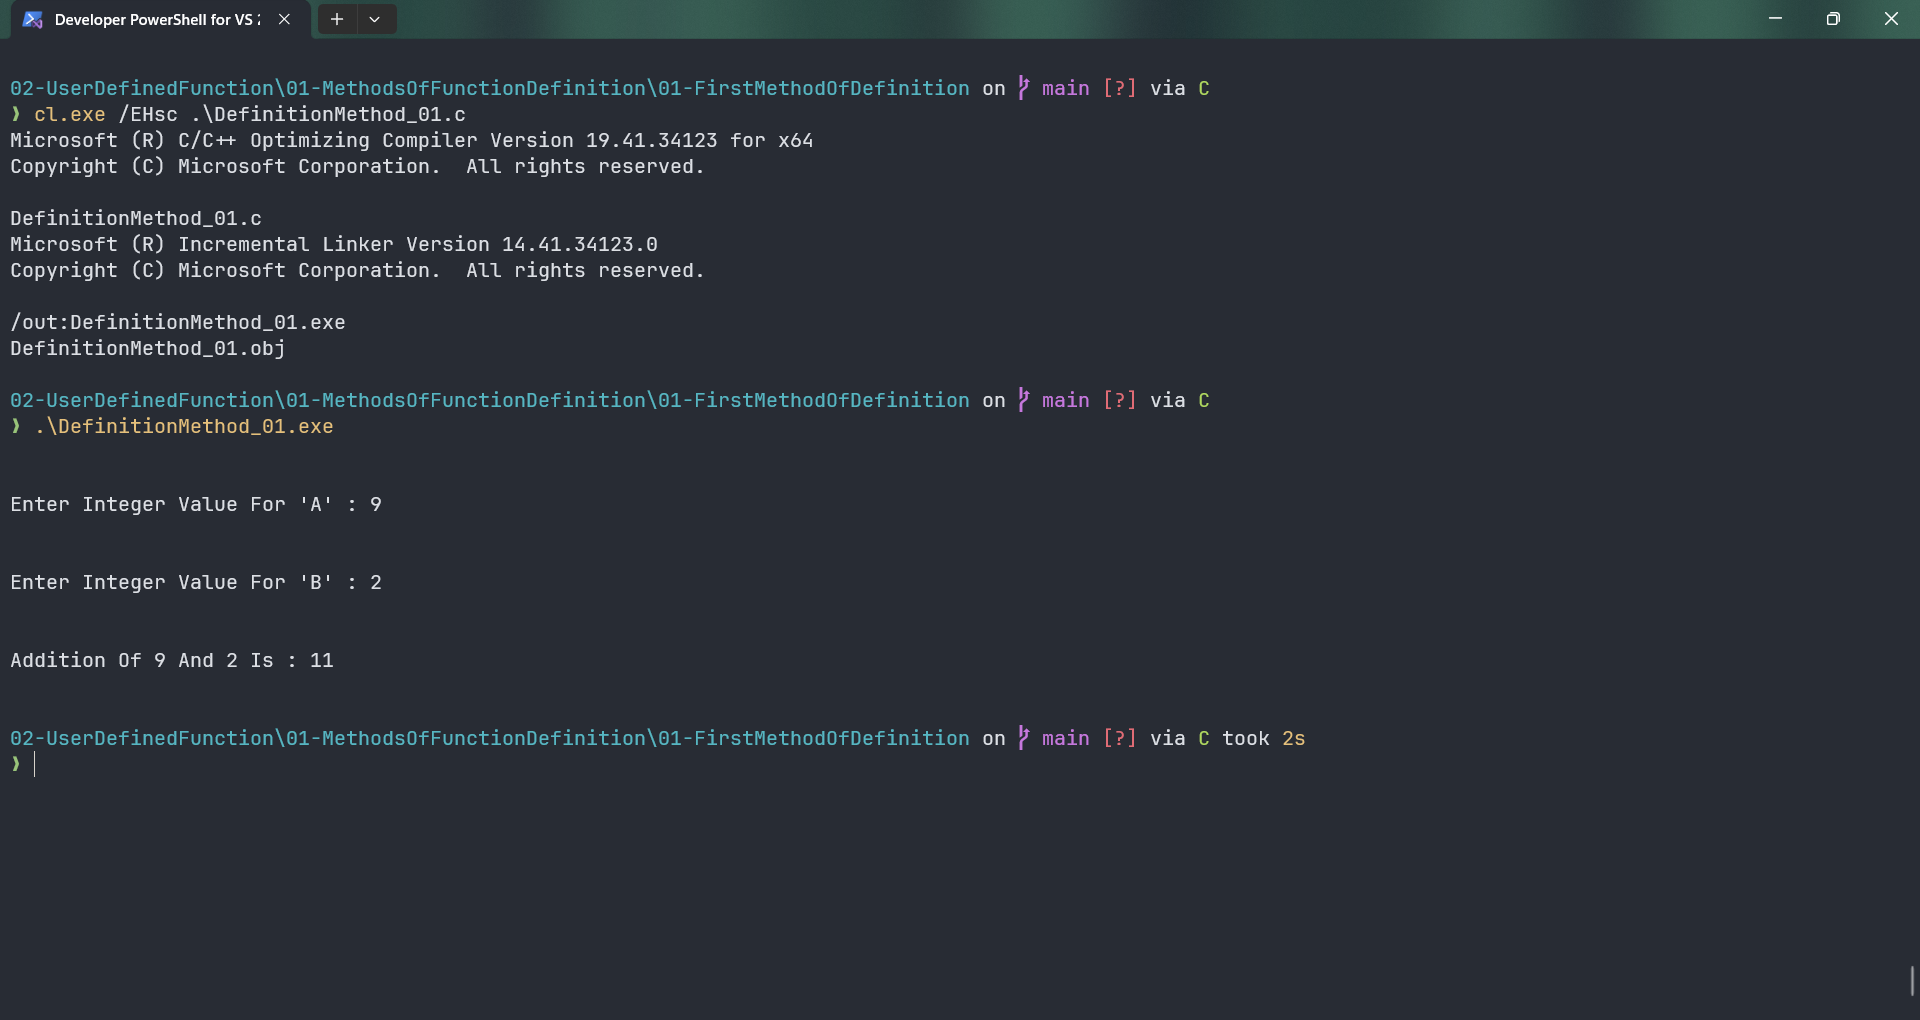 Developer PowerShell for VS 2
02-UserDefinedFunction\01-MethodsOfFunctionDefinition\01-FirstMethodOfDefinition on main [?] via C
❯ cl.exe /EHsc .\DefinitionMethod_01.c
Microsoft (R) C/C++ Optimizing Compiler Version 19.41.34123 for x64
Copyright (C) Microsoft Corporation.  All rights reserved.
DefinitionMethod_01.c
Microsoft (R) Incremental Linker Version 14.41.34123.0
Copyright (C) Microsoft Corporation.  All rights reserved.
/out:DefinitionMethod_01.exe
DefinitionMethod_01.obj
02-UserDefinedFunction\01-MethodsOfFunctionDefinition\01-FirstMethodOfDefinition on main [?] via C
❯ .\DefinitionMethod_01.exe
Enter Integer Value For 'A' : 9
Enter Integer Value For 'B' : 2
Addition Of 9 And 2 Is : 11
02-UserDefinedFunction\01-MethodsOfFunctionDefinition\01-FirstMethodOfDefinition on main [?] via C took 2s
❯